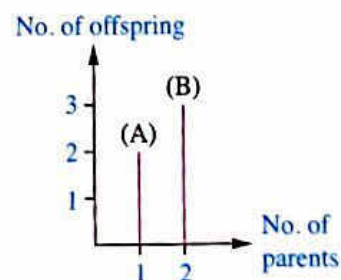 No. of offspring
3
(B)
(A)
2
1
No. of
parents
1 2